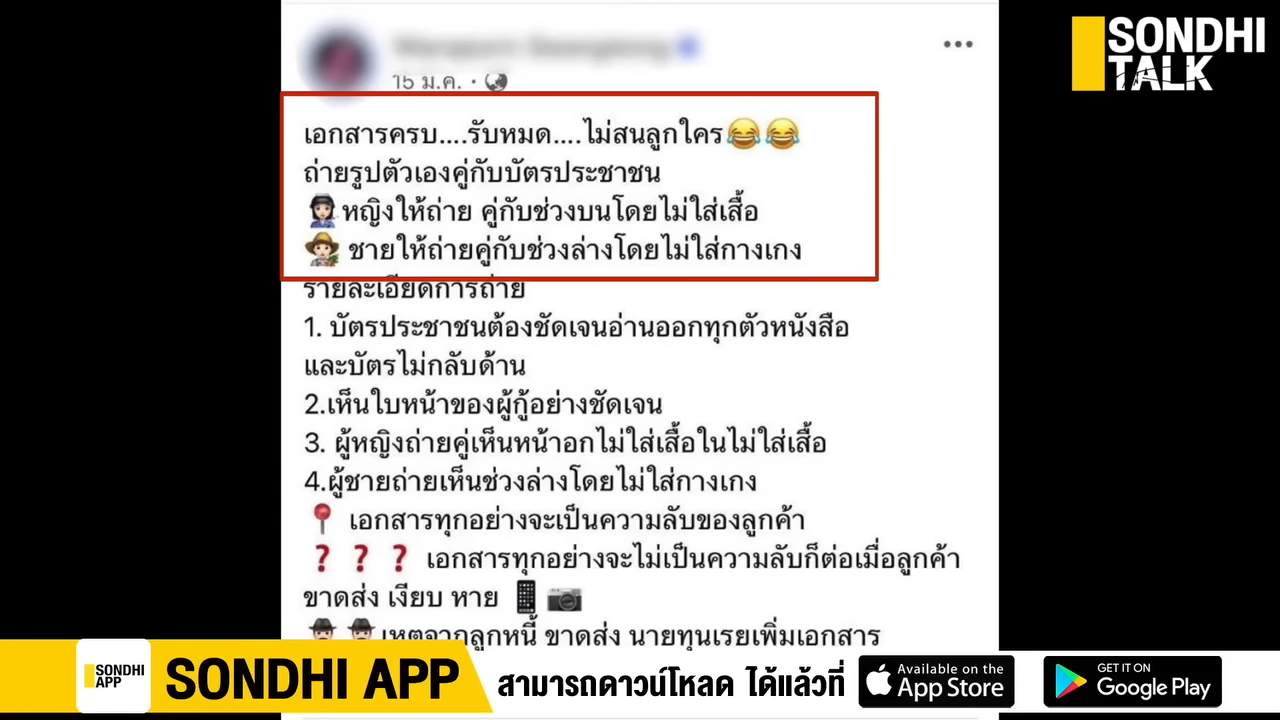 SONDHI
TALK
15 ม.ค. ·
เอกสารครบ....รับหมด....ไม่สนลูกใคร😂😂
ถ่ายรูปตัวเองคู่กับบัตรประชาชน
หญิงให้ถ่าย คู่กับช่วงบนโดยไม่ใส่เสื้อ
ชายให้ถ่ายคู่กับช่วงล่างโดยไม่ใส่กางเกง
รายละเอียดการถ่าย
1. บัตรประชาชนต้องชัดเจนอ่านออกทุกตัวหนังสือ
และบัตรไม่กลับด้าน
2.เห็นใบหน้าของผู้กู้อย่างชัดเจน
3. ผู้หญิงถ่ายคู่เห็นหน้าอกไม่ใส่เสื้อในไม่ใส่เสื้อ
4.ผู้ชายถ่ายเห็นช่วงล่างโดยไม่ใส่กางเกง
📍 เอกสารทุกอย่างจะเป็นความลับของลูกค้า
❓ ❓ ❓ เอกสารทุกอย่างจะไม่เป็นความลับก็ต่อเมื่อลูกค้า
ขาดส่ง เงียบ หาย 📱📷
เหตุจากลูกหนี้ ขาดส่ง นายทุนเรยเพิ่มเอกสาร
SONDHI
APP
SONDHI APP
สามารถดาวน์โหลด ได้แล้วที่
Available on the
App Store
GET IT ON
Google Play